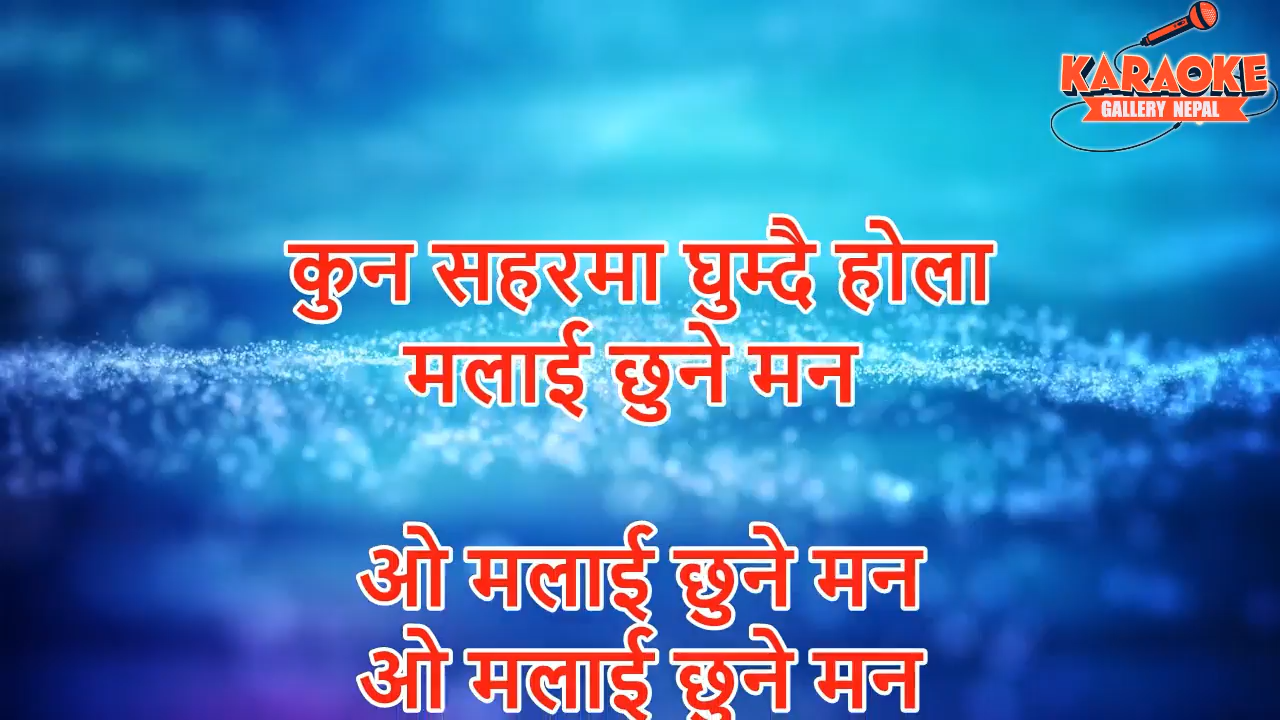 KARAOKE
GALLERY NEPAL
कुन सहरमा घुम्दै होला
मलाई छुने मन
ओ मलाई छुने मन
ओ मलाई छुने मन